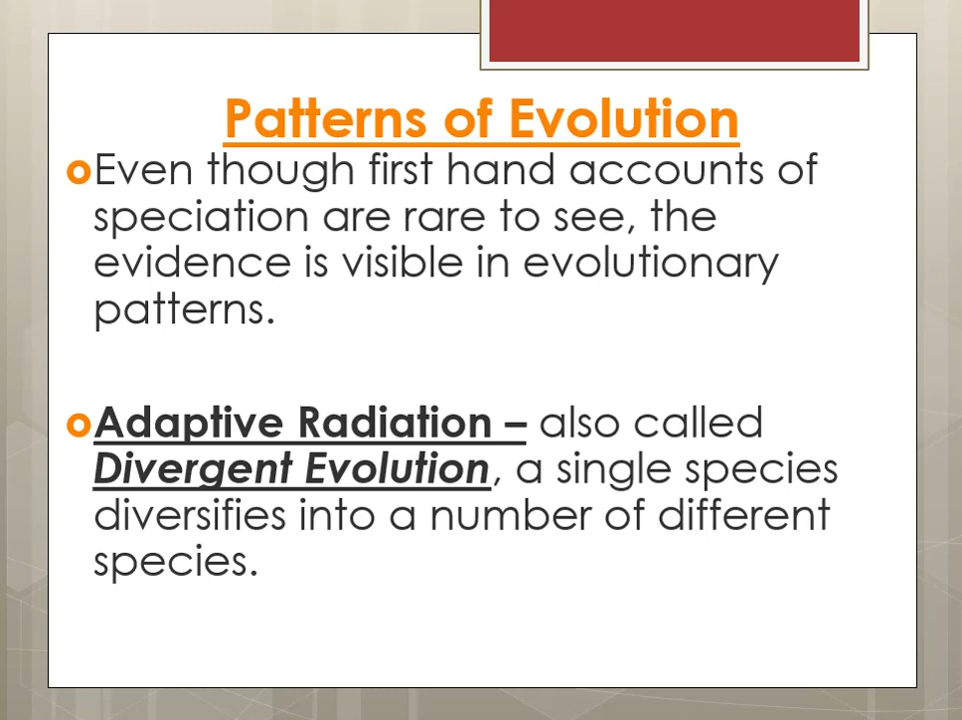 Patterns of Evolution
Even though first hand accounts of
speciation are rare to see, the
evidence is visible in evolutionary
patterns.
Adaptive Radiation – also called
Divergent Evolution, a single species
diversifies into a number of different
species.